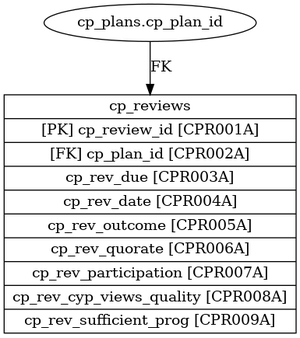 cp_plans.cp_plan_id
FK
cp_reviews
[PK] cp_review_id [CPR001A]
[FK] cp_plan_id [CPR002A]
cp_rev_due [CPR003A]
cp_rev_date [CPR004A]
cp_rev_outcome [CPR005A]
cp_rev_quorate [CPR006A]
cp_rev_participation [CPR007A]
cp_rev_cyp_views_quality [CPR008A]
cp_rev_sufficient_prog [CPR009A]